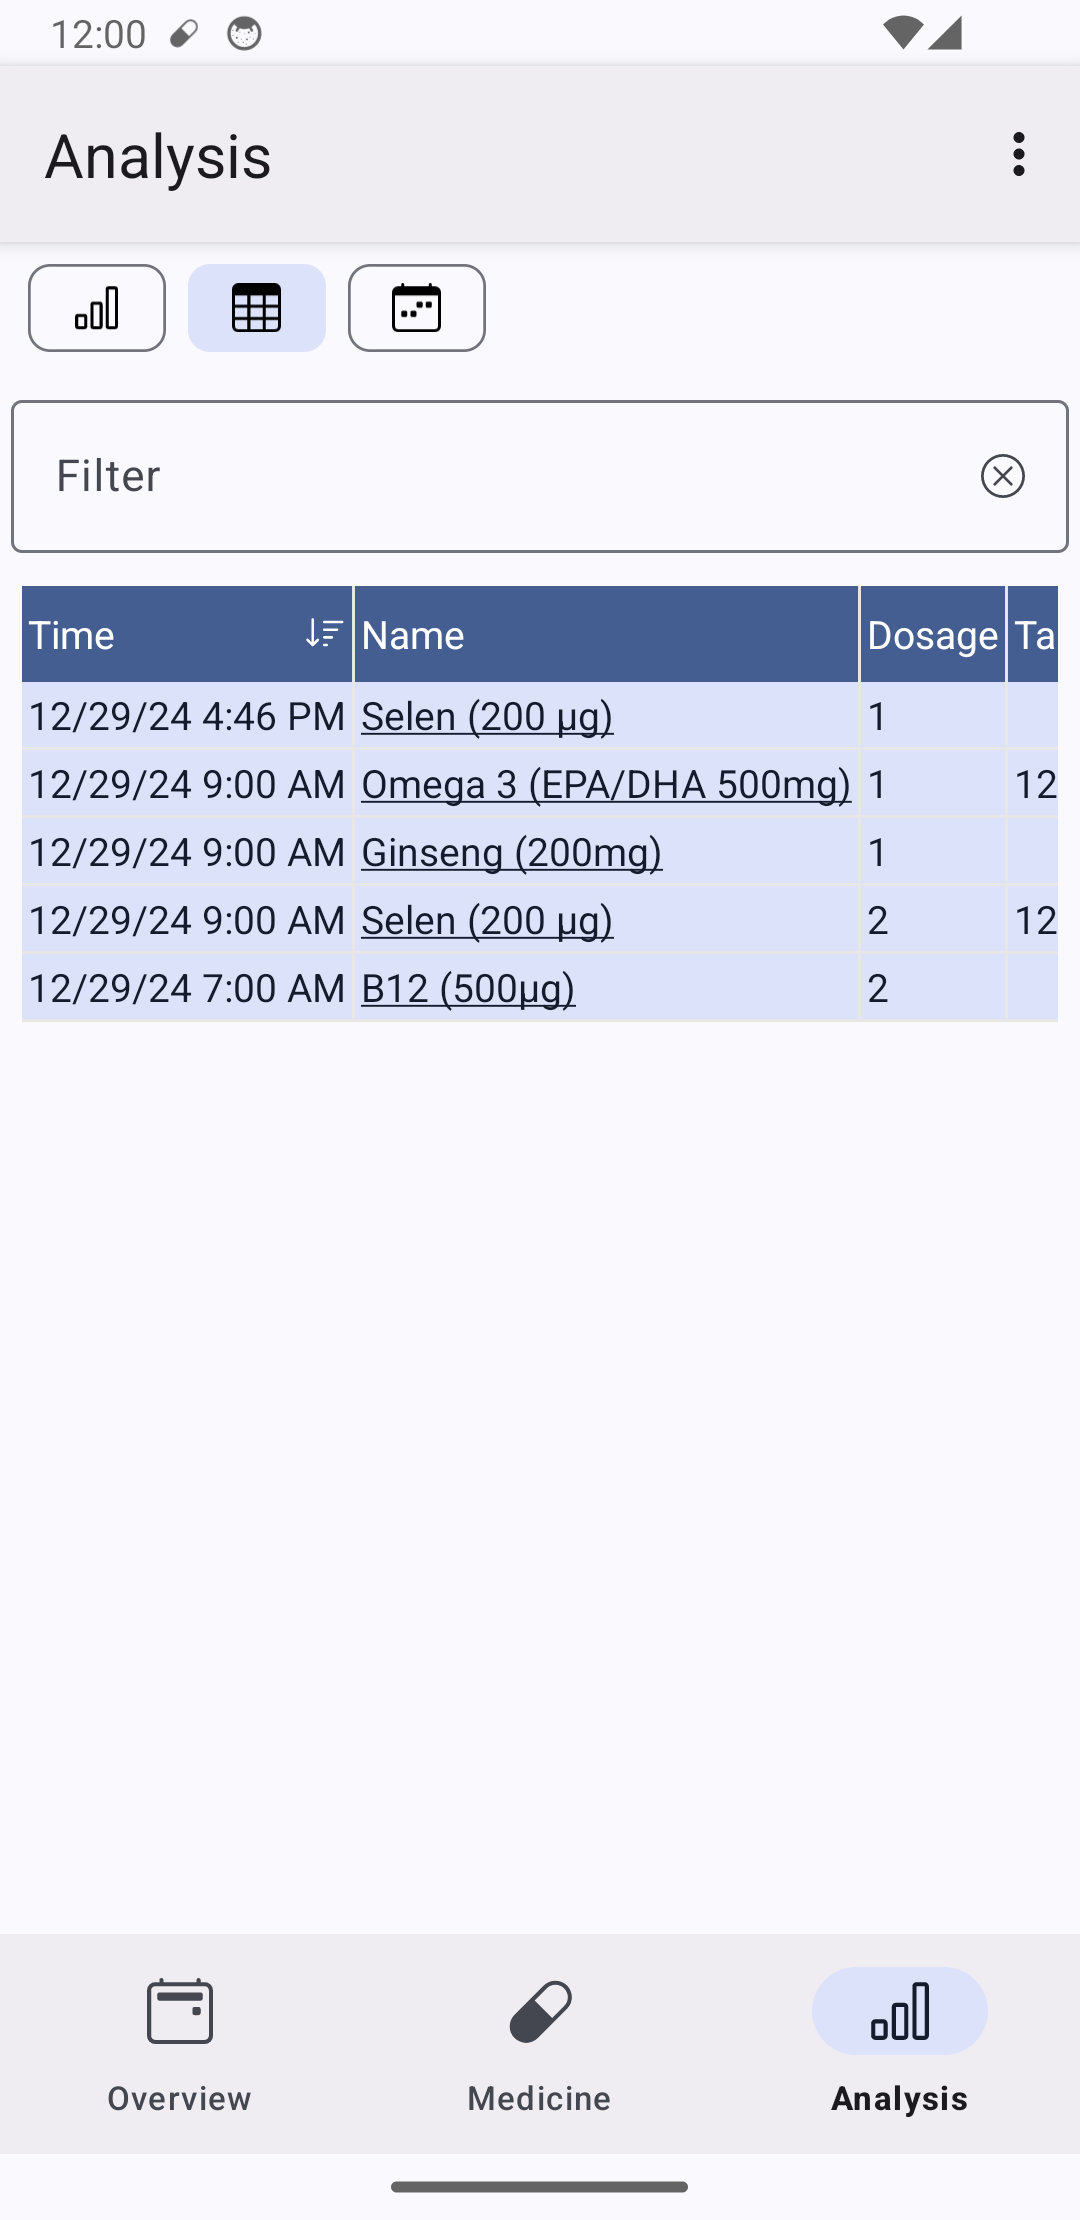 12:00
Analysis
Filter
Time Name Dosage Ta
12/29/24 4:46 PM Selen (200 µg) 1
12/29/24 9:00 AM Omega 3 (EPA/DHA 500mg) 1 12
12/29/24 9:00 AM Ginseng (200mg) 1
12/29/24 9:00 AM Selen (200 µg) 2 12
12/29/24 7:00 AM B12 (500µg) 2
Overview Medicine Analysis